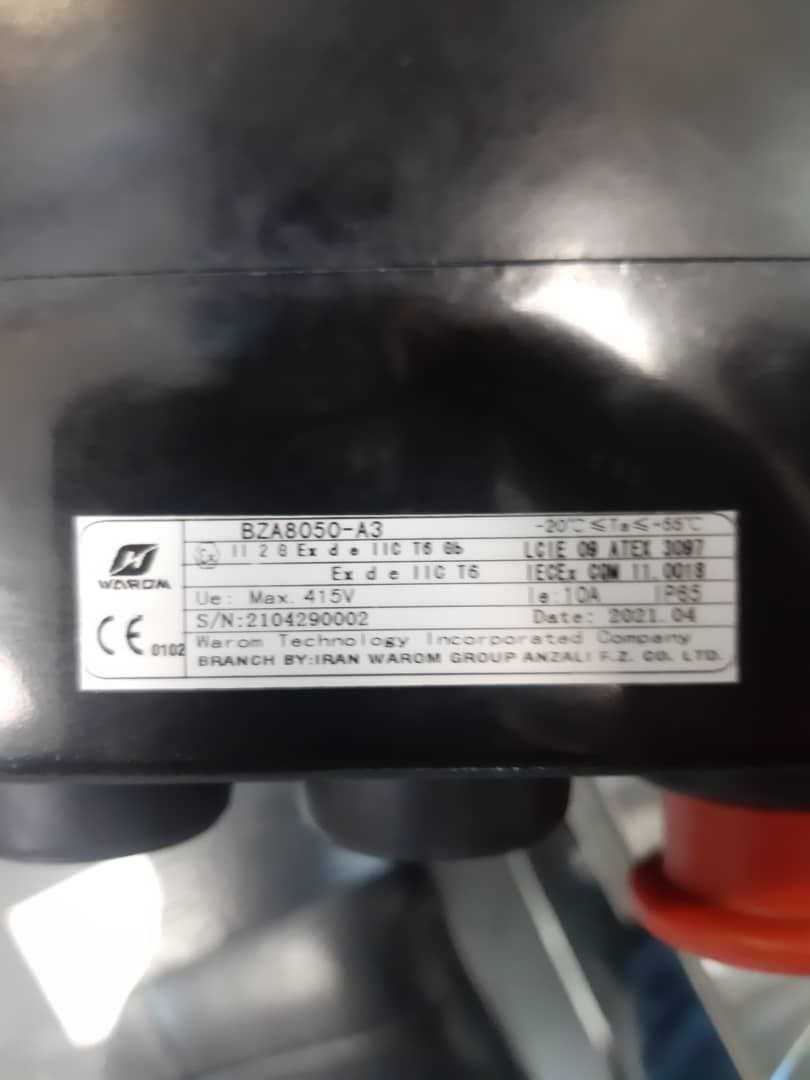 BZA8050-A3 -20℃≤Ta≤-55℃
Ex II 2 G Ex d e IIC T6 Gb LCIE 09 ATEX 3097
Ex d e IIC T6 IECEx CQM 11.0018
WAROM
Ue: Max. 415V Ie:10A IP65
S/N:2104290002 Date: 2021.04
CE 0102
Warom Technology Incorporated Company
BRANCH BY:IRAN WAROM GROUP ANZALI F.Z. CO. LTD.